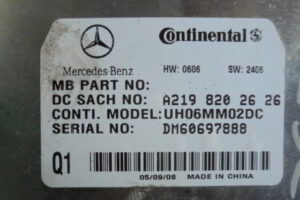 Continental
Mercedes-Benz HW: 0606 SW: 2406
MB PART NO:
DC SACH NO: A219 820 26 26
CONTI. MODEL:UH06MM02DC
SERIAL NO: DM60697888
Q1
05/09/08 MADE IN CHINA